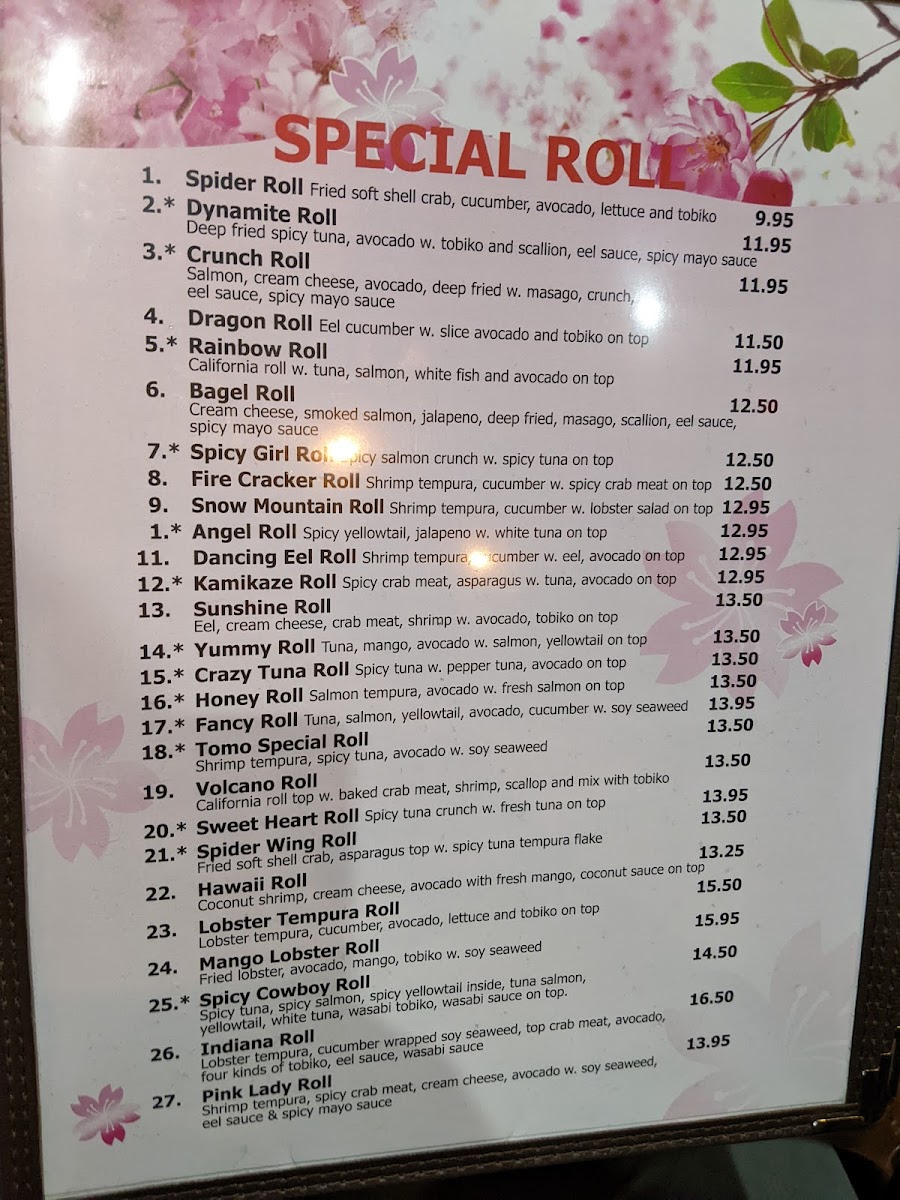 SPECIAL ROLL
1. Spider Roll Fried soft shell crab, cucumber, avocado, lettuce and tobiko 9.95
2.* Dynamite Roll 11.95
Deep fried spicy tuna, avocado w. tobiko and scallion, eel sauce, spicy mayo sauce
3.* Crunch Roll 11.95
Salmon, cream cheese, avocado, deep fried w. masago, crunch,
eel sauce, spicy mayo sauce
4. Dragon Roll Eel cucumber w. slice avocado and tobiko on top 11.50
5.* Rainbow Roll 11.95
California roll w. tuna, salmon, white fish and avocado on top
6. Bagel Roll 12.50
Cream cheese, smoked salmon, jalapeno, deep fried, masago, scallion, eel sauce,
spicy mayo sauce
7.* Spicy Girl salmon crunch w. spicy tuna on top 12.50
8. Fire Cracker Roll Shrimp tempura, cucumber w. spicy crab meat on top 12.50
9. Snow Mountain Roll Shrimp tempura, cucumber w. lobster salad on top 12.95
1.* Angel Roll Spicy yellowtail, jalapeno w. white tuna on top 12.95
11. Dancing Eel Roll Shrimp tempura, w. eel, avocado on top 12.95
12.* Kamikaze Roll Spicy crab meat, asparagus w. tuna, avocado on top 12.95
13. Sunshine Roll 13.50
Eel, cream cheese, crab meat, shrimp w. avocado, tobiko on top
14.* Yummy Roll Tuna, mango, avocado w. salmon, yellowtail on top 13.50
15.* Crazy Tuna Roll Spicy tuna w. pepper tuna, avocado on top 13.50
16.* Honey Roll Salmon tempura, avocado w. fresh salmon on top 13.50
17.* Fancy Roll Tuna, salmon, yellowtail, avocado, cucumber w. soy seaweed 13.95
18.* Tomo Special Roll 13.50
Shrimp tempura, spicy tuna, avocado w. soy seaweed
19. Volcano Roll 13.50
California roll top w. baked crab meat, shrimp, scallop and mix with tobiko
20.* Sweet Heart Roll Spicy tuna crunch w. fresh tuna on top 13.95
21.* Spider Wing Roll 13.50
Fried soft shell crab, asparagus top w. spicy tuna tempura flake
22. Hawaii Roll 13.25
Coconut shrimp, cream cheese, avocado with fresh mango, coconut sauce on top
23. Lobster Tempura Roll 15.50
Lobster tempura, cucumber, avocado, lettuce and tobiko on top
24. Mango Lobster Roll 15.95
Fried lobster, avocado, mango, tobiko w. soy seaweed
25.* Spicy Cowboy Roll 14.50
Spicy tuna, spicy salmon, spicy yellowtail inside, tuna salmon,
yellowtail, white tuna, wasabi tobiko, wasabi sauce on top.
26. Indiana Roll 16.50
Lobster tempura, cucumber wrapped soy seaweed, top crab meat, avocado,
four kinds of tobiko, eel sauce, wasabi sauce
27. Pink Lady Roll 13.95
Shrimp tempura, spicy crab meat, cream cheese, avocado w. soy seaweed,
eel sauce & spicy mayo sauce